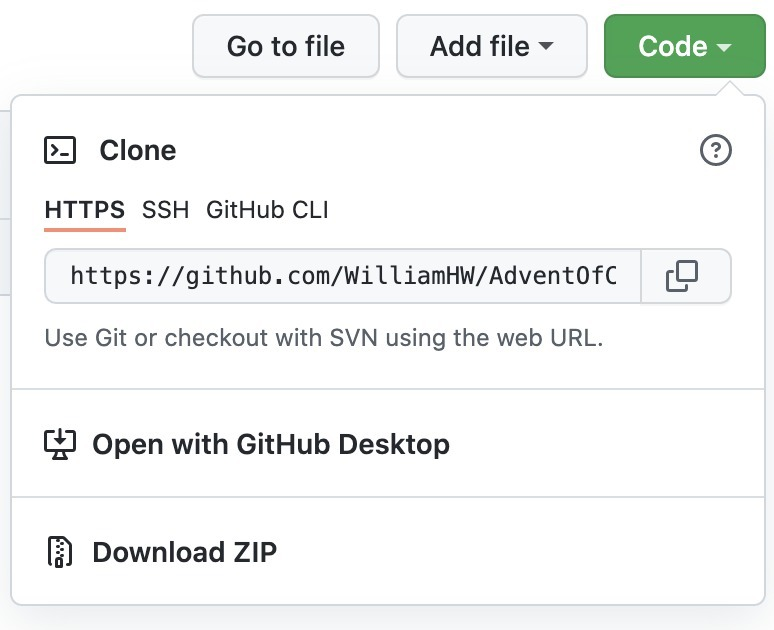 Go to file Add file Code
Clone
HTTPS SSH GitHub CLI
https://github.com/WilliamHW/AdventOfC
Use Git or checkout with SVN using the web URL.
Open with GitHub Desktop
Download ZIP